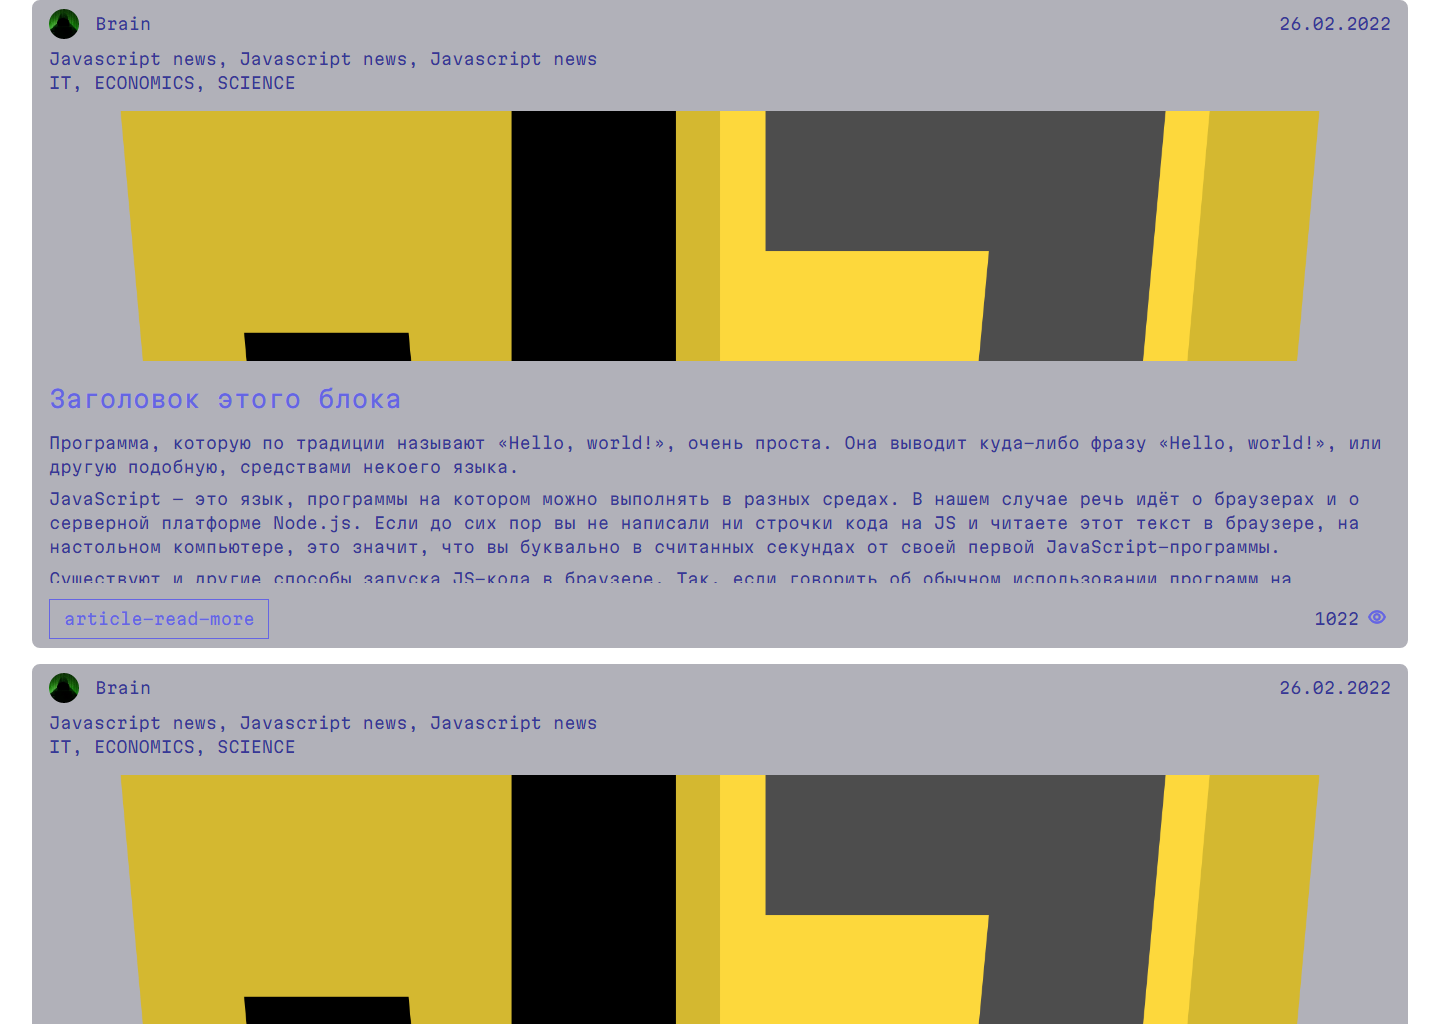 Brain
26.02.2022
Javascript news, Javascript news, Javascript news
IT, ECONOMICS, SCIENCE
Заголовок этого блока
Программа, которую по традиции называют «Hello, world!», очень проста. Она выводит куда-либо фразу «Hello, world!», или
другую подобную, средствами некоего языка.
JavaScript — это язык, программы на котором можно выполнять в разных средах. В нашем случае речь идёт о браузерах и о
серверной платформе Node.js. Если до сих пор вы не написали ни строчки кода на JS и читаете этот текст в браузере, на
настольном компьютере, это значит, что вы буквально в считанных секундах от своей первой JavaScript-программы.
Существуют и другие способы запуска JS-кода в браузере. Так, если говорить об обычном использовании программ на
article-read-more
1022
Brain
26.02.2022
Javascript news, Javascript news, Javascript news
IT, ECONOMICS, SCIENCE